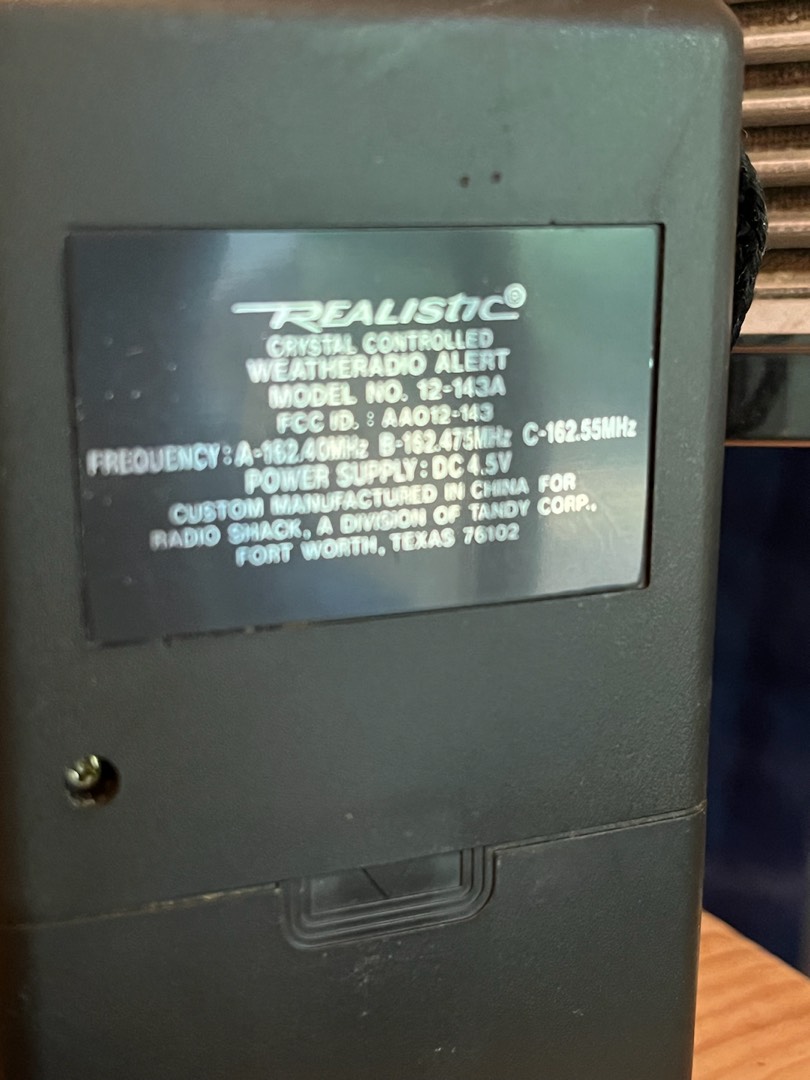 REALISTIC®
CRYSTAL CONTROLLED
WEATHERADIO ALERT
MODEL NO. 12-143A
FCC ID. : AAO12-143
FREQUENCY : A-162.40MHz B-162.475MHz C-162.55MHz
POWER SUPPLY : DC 4.5V
CUSTOM MANUFACTURED IN CHINA FOR
RADIO SHACK, A DIVISION OF TANDY CORP.,
FORT WORTH, TEXAS 76102